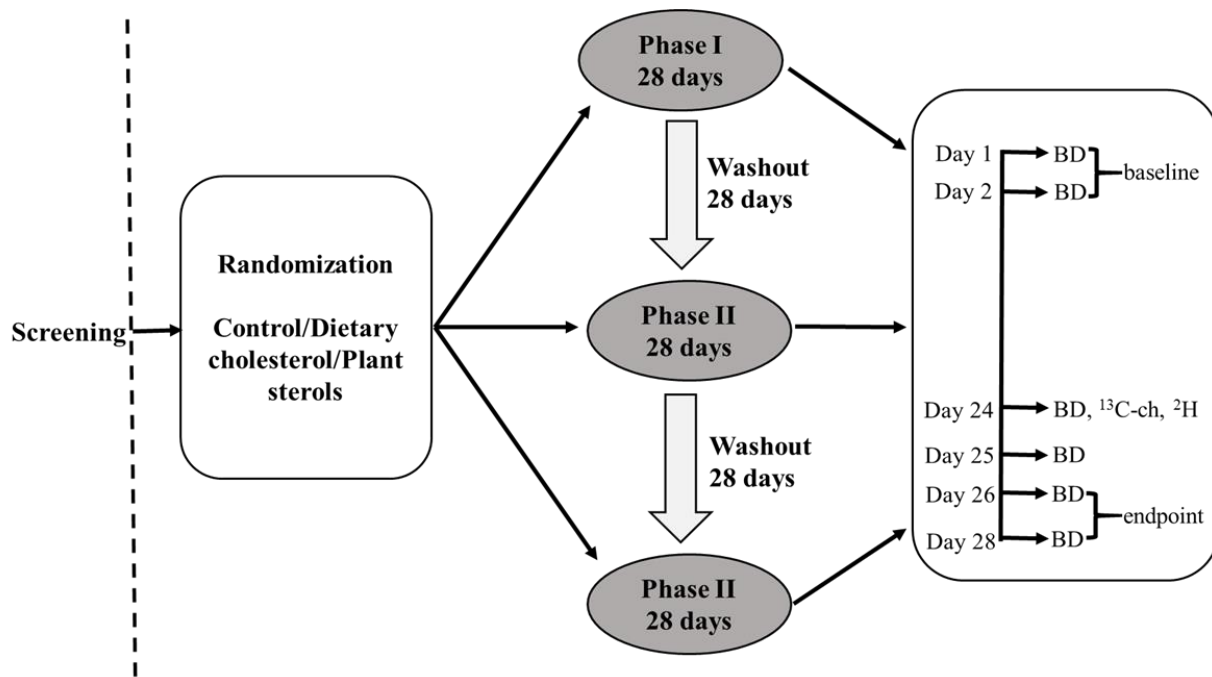 Screening
Randomization
Control/Dietary
cholesterol/Plant
sterols
Phase I
28 days
Washout
28 days
Phase II
28 days
Washout
28 days
Phase II
28 days
Day 1 BD
Day 2 BD
baseline
Day 24 BD, ¹³C-ch, ²H
Day 25 BD
Day 26 BD
Day 28 BD
endpoint